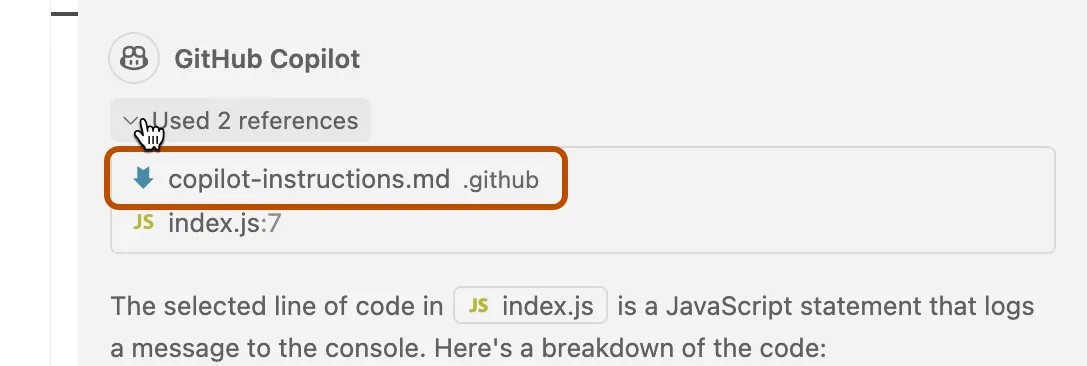 GitHub Copilot
Used 2 references
copilot-instructions.md .github
JS index.js:7
The selected line of code in JS index.js is a JavaScript statement that logs
a message to the console. Here's a breakdown of the code: